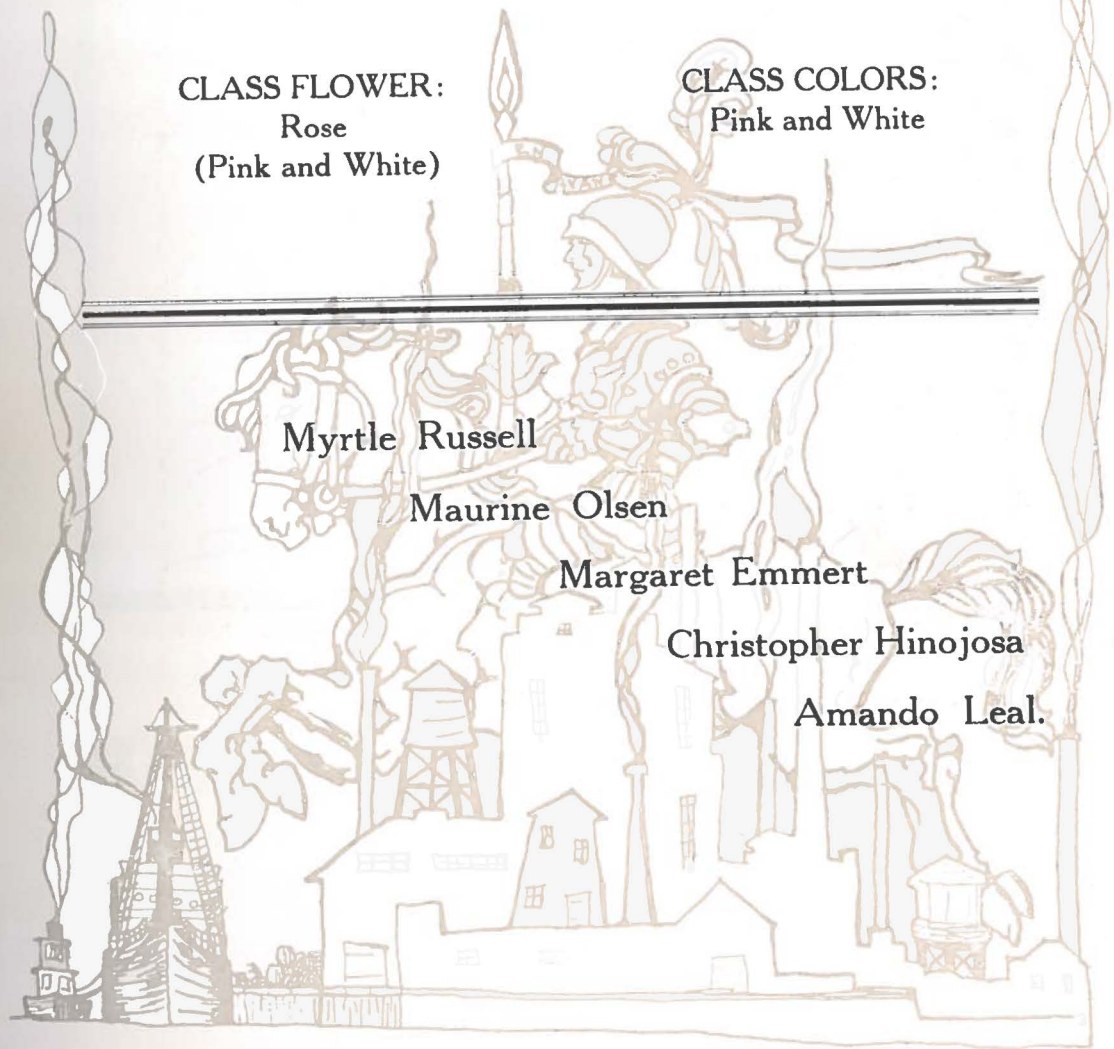 CLASS FLOWER:
Rose
(Pink and White)
CLASS COLORS:
Pink and White
Myrtle Russell
Maurine Olsen
Margaret Emmert
Christopher Hinojosa
Amando Leal.